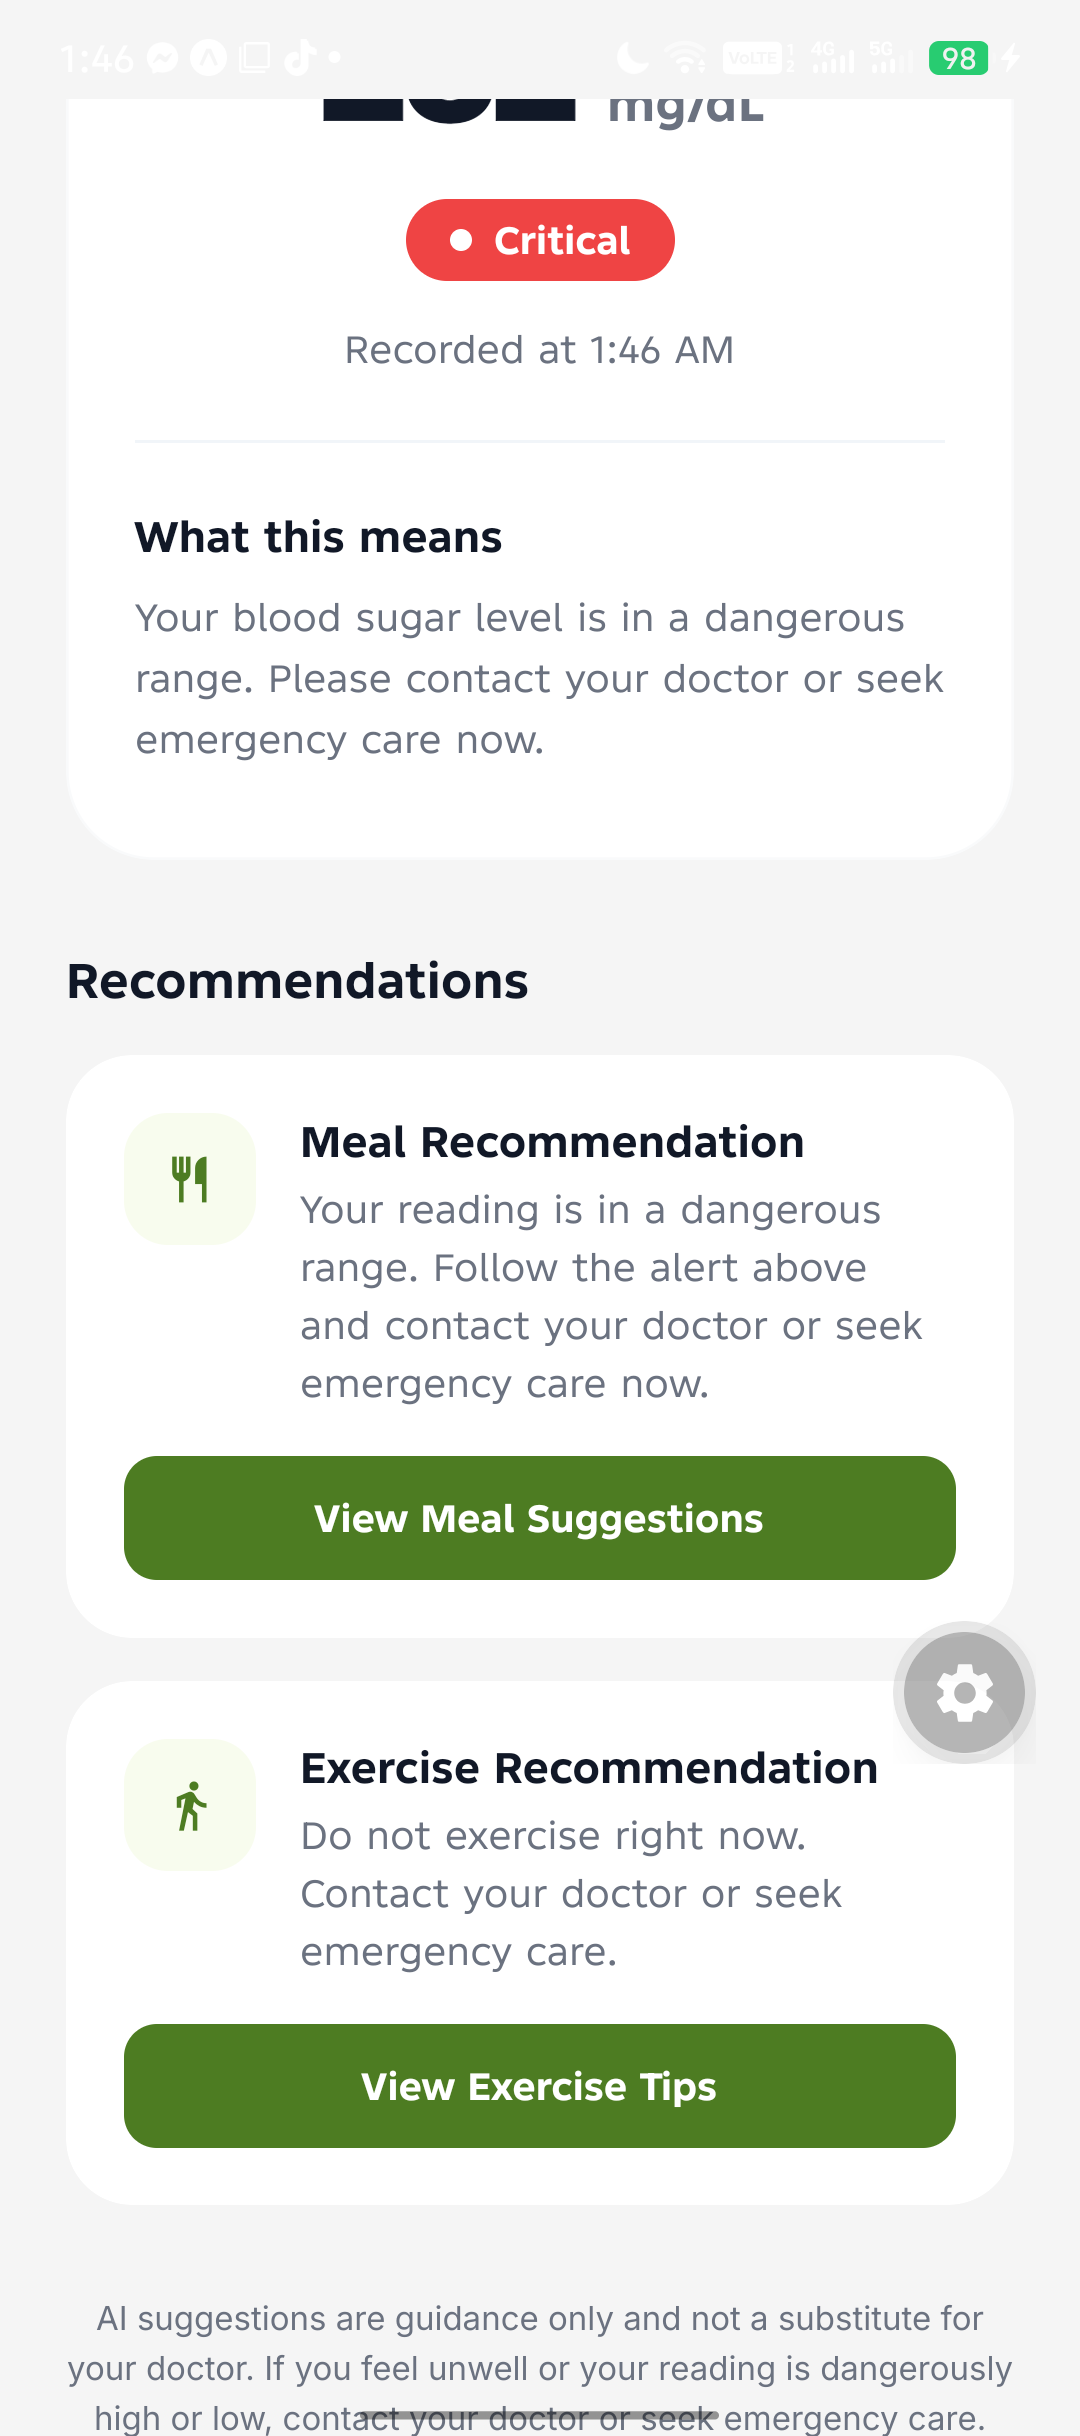 1:46
VoLTE 1 2 4G 5G 98
mg/dL
Critical
Recorded at 1:46 AM
What this means
Your blood sugar level is in a dangerous
range. Please contact your doctor or seek
emergency care now.
Recommendations
Meal Recommendation
Your reading is in a dangerous
range. Follow the alert above
and contact your doctor or seek
emergency care now.
View Meal Suggestions
Exercise Recommendation
Do not exercise right now.
Contact your doctor or seek
emergency care.
View Exercise Tips
AI suggestions are guidance only and not a substitute for
your doctor. If you feel unwell or your reading is dangerously
high or low, contact your doctor or seek emergency care.